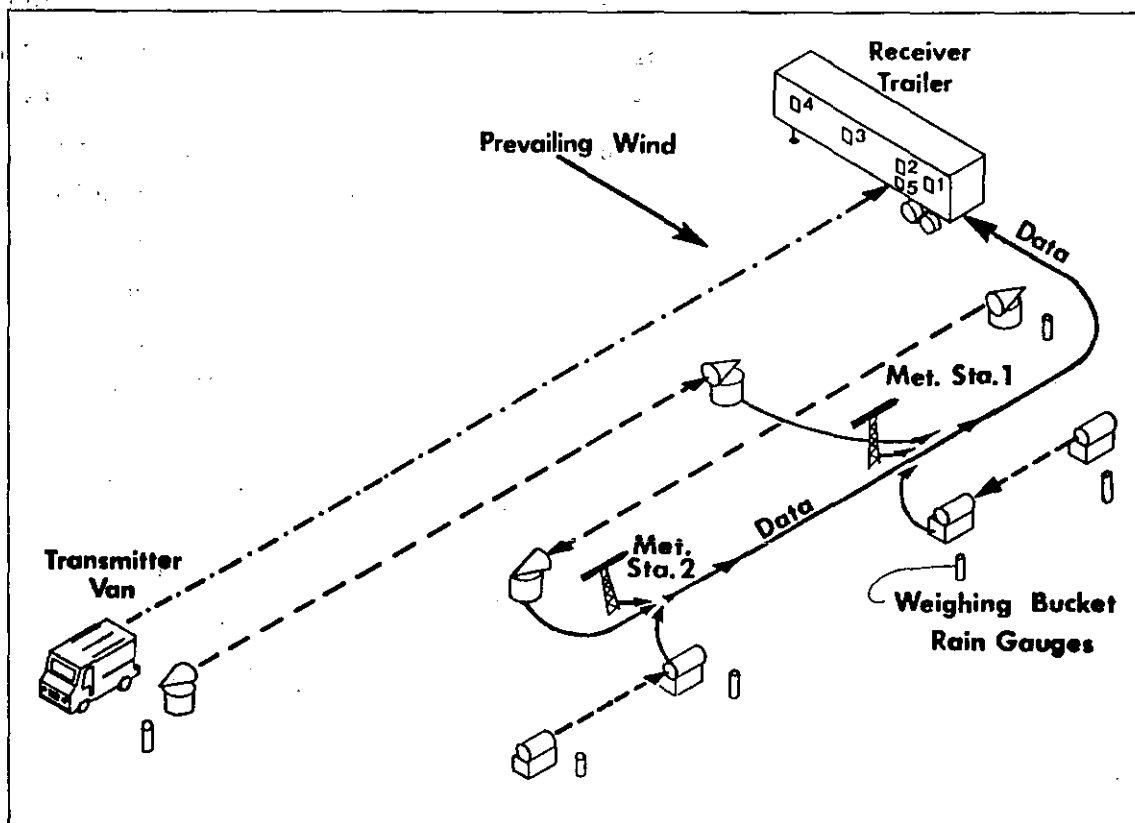 Receiver
Trailer
4
3
2
1
5
Prevailing Wind
Data
Met. Sta.1
Data
Met.
Sta.2
Transmitter
Van
Weighing Bucket
Rain Gauges